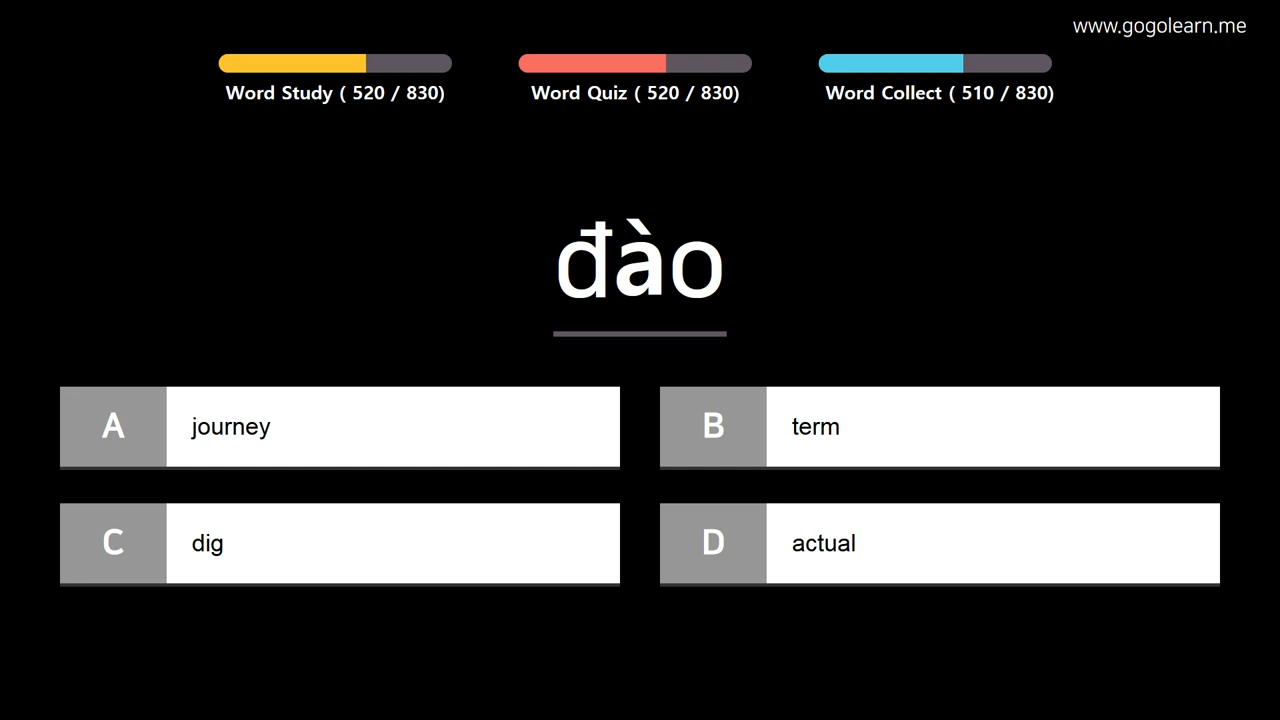 www.gogolearn.me
Word Study ( 520 / 830)
Word Quiz ( 520 / 830)
Word Collect ( 510 / 830)
đào
A journey
B term
C dig
D actual